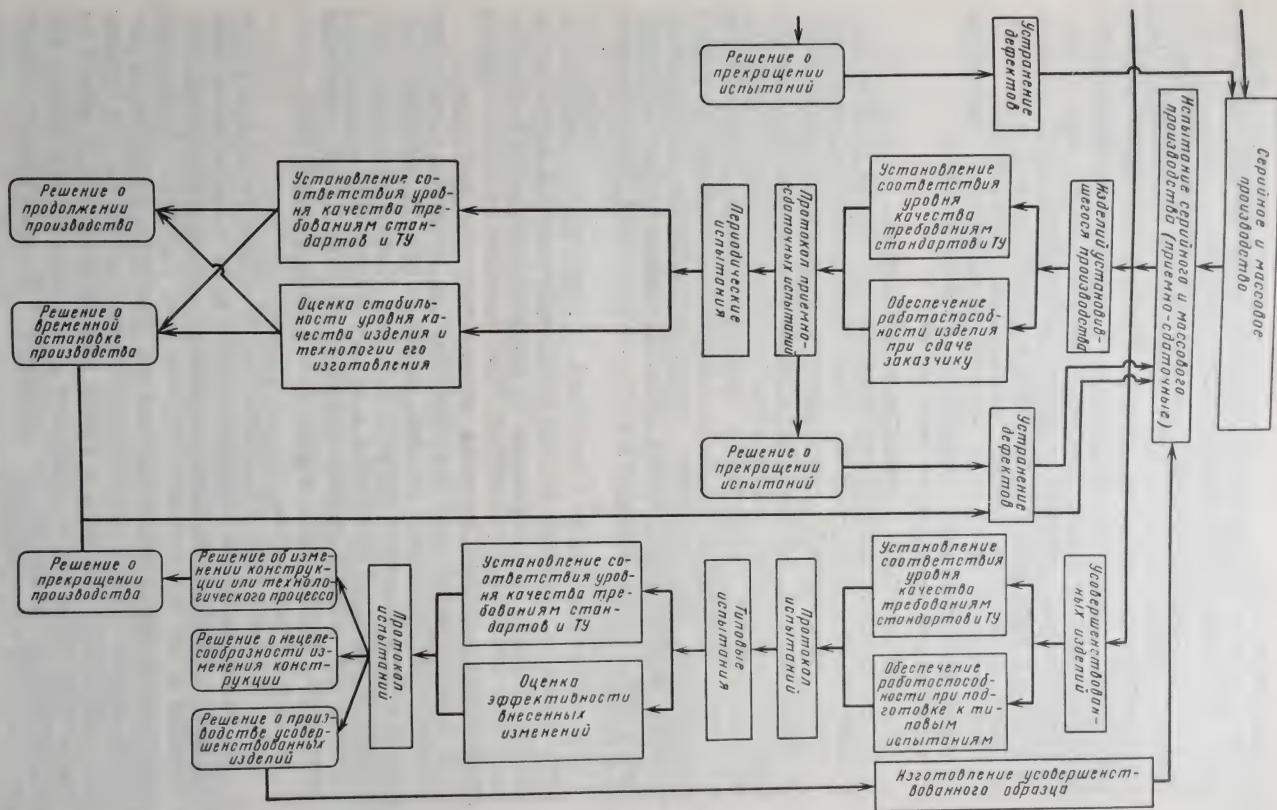 Решение о
прекращении
испытаний
Устранение
дефектов
Серийное и массовое
производство
Испытание серийного и массового
производства (приемно-сдаточные)
Изделий установив-
шегося производства
Установление
соответствия
уровня
качества
требованиям
стандартов и ТУ
Обеспечение
работоспособ-
ности изделия
при сдаче
заказчику
Протокол приемно-
сдаточных испытаний
Периодические
испытания
Установление со-
ответствия уров-
ня качества тре-
бованиям стан-
дартов и ТУ
Оценка стабиль-
ности уровня ка-
чества изделия и
технологии его
изготовления
Решение о
продолжении
производства
Решение о
временной
остановке
производства
Решение о
прекращении
испытаний
Устранение
дефектов
Усовершенствован-
ных изделий
Установление
соответствия
уровня
качества
требованиям
стандартов и ТУ
Обеспечение
работоспособ-
ности при под-
готовке к ти-
повым
испытаниям
Протокол
испытаний
Типовые
испытания
Установление со-
ответствия уров-
ня качества тре-
бованиям стан-
дартов и ТУ
Оценка
эффективности
внесенных
изменений
Протокол
испытаний
Решение об изме-
нении конструк-
ции или техноло-
гического процесса
Решение о нецеле-
сообразности из-
менения конст-
рукции
Решение о произ-
водстве усовер-
шенствованных
изделий
Решение о
прекращении
производства
Изготовление усовершенст-
вованного образца